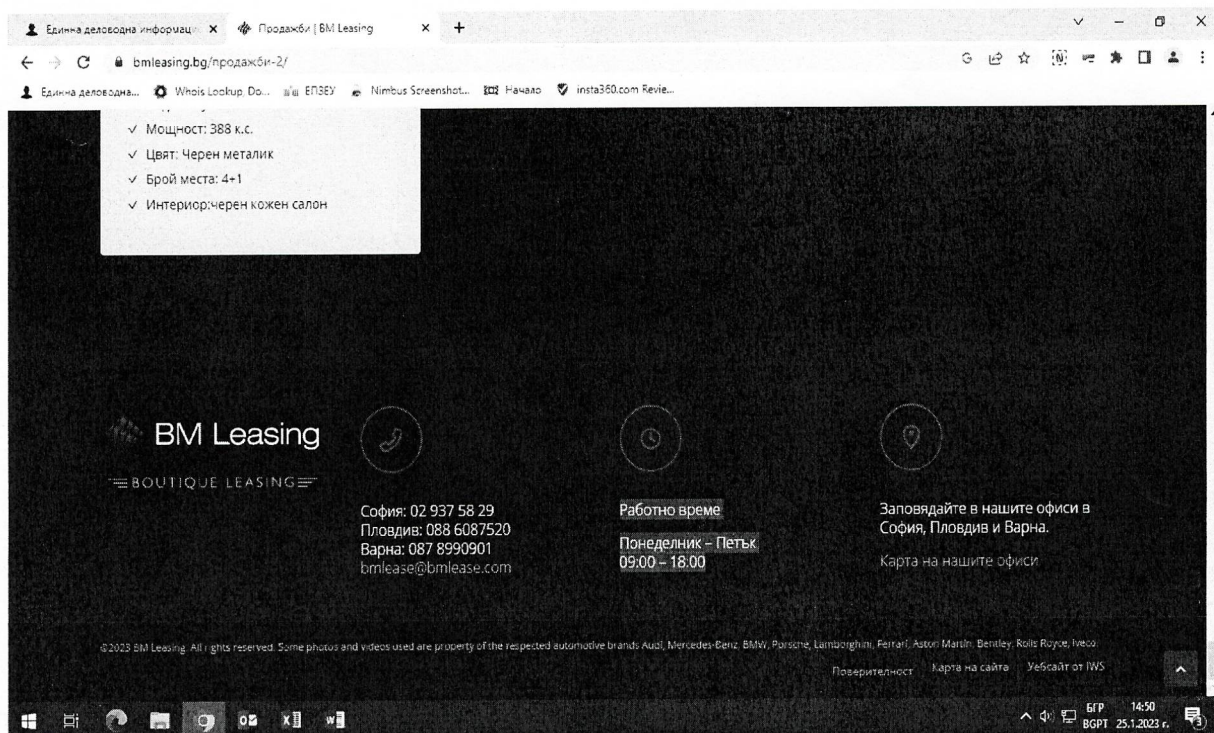 Единна деловодна информаци
Продажби | BM Leasing
bmleasing.bg/продажби-2/
Единна деловодна...
Whois Lookup, Do...
ЕПЗЕУ
Nimbus Screenshot...
Начало
insta360.com Revie...
Мощност: 388 к.с.
Цвят: Черен металик
Брой места: 4+1
Интериор:черен кожен салон
BM Leasing
BOUTIQUE LEASING
София: 02 937 58 29
Пловдив: 088 6087520
Варна: 087 8990901
bmlease@bmlease.com
Работно време
Понеделник – Петък
09:00 – 18:00
Заповядайте в нашите офиси в
София, Пловдив и Варна.
Карта на нашите офиси
©2023 BM Leasing. All rights reserved. Some photos and videos used are property of the respected automotive brands Audi, Mercedes-Benz, BMW, Porsche, Lamborghini, Ferrari, Aston Martin, Bentley, Rolls Royce, Iveco.
Поверителност Карта на сайта Уебсайт от IWS
БГР 14:50
BGPT 25.1.2023 г.